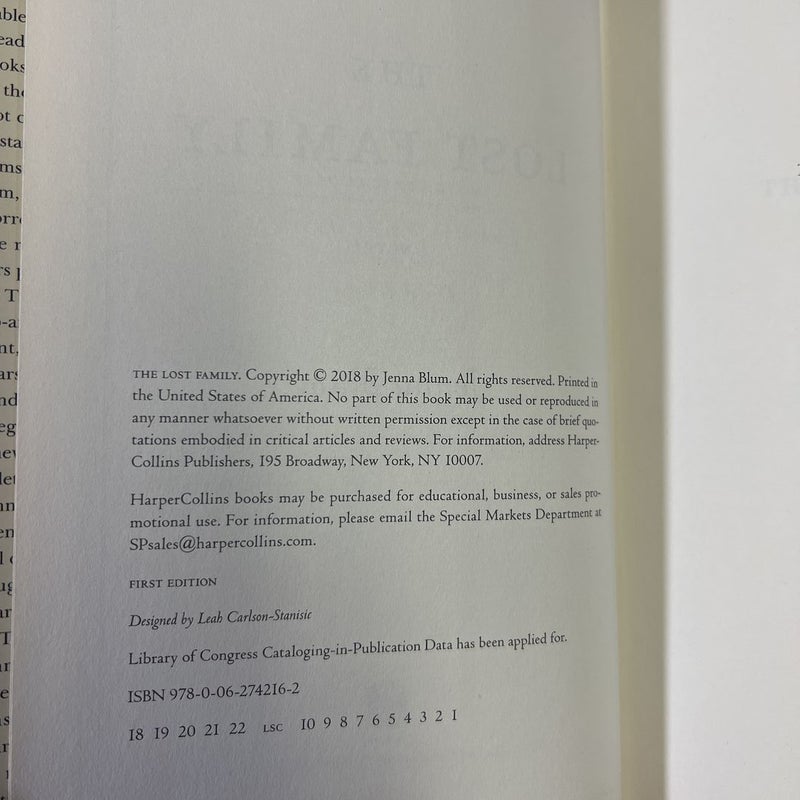 THE LOST FAMILY. Copyright © 2018 by Jenna Blum. All rights reserved. Printed in
the United States of America. No part of this book may be used or reproduced in
any manner whatsoever without written permission except in the case of brief quo-
tations embodied in critical articles and reviews. For information, address Harper-
Collins Publishers, 195 Broadway, New York, NY 10007.
HarperCollins books may be purchased for educational, business, or sales pro-
motional use. For information, please email the Special Markets Department at
SPsales@harpercollins.com.
FIRST EDITION
Designed by Leah Carlson-Stanisic
Library of Congress Cataloging-in-Publication Data has been applied for.
ISBN 978-0-06-274216-2
18 19 20 21 22 LSC 10 9 8 7 6 5 4 3 2 1